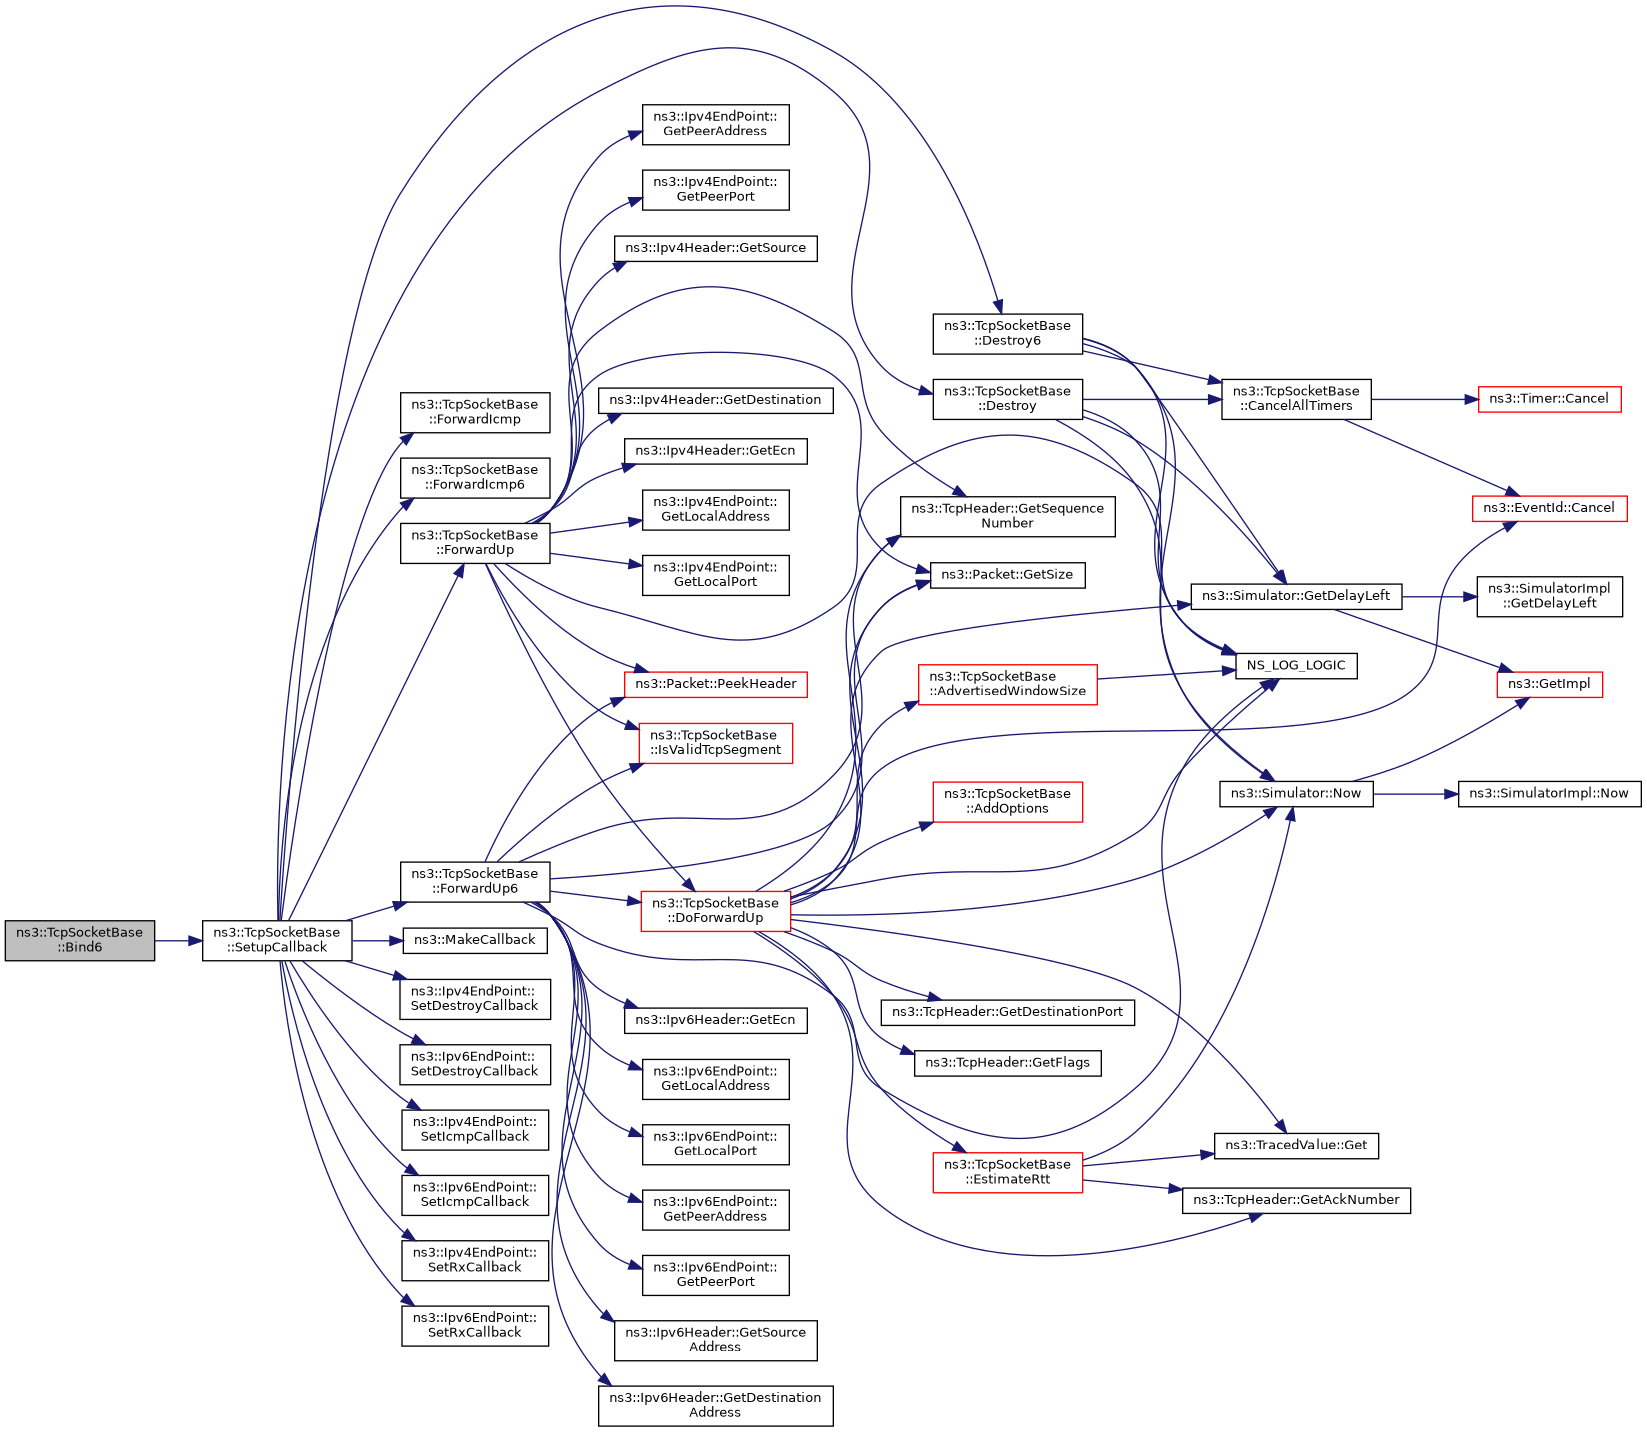 ns3::TcpSocketBase
::Bind6
ns3::TcpSocketBase
::SetupCallback
ns3::TcpSocketBase
::ForwardIcmp
ns3::TcpSocketBase
::ForwardIcmp6
ns3::TcpSocketBase
::ForwardUp
ns3::TcpSocketBase
::ForwardUp6
ns3::MakeCallback
ns3::Ipv4EndPoint::
SetDestroyCallback
ns3::Ipv6EndPoint::
SetDestroyCallback
ns3::Ipv4EndPoint::
SetIcmpCallback
ns3::Ipv6EndPoint::
SetIcmpCallback
ns3::Ipv4EndPoint::
SetRxCallback
ns3::Ipv6EndPoint::
SetRxCallback
ns3::Ipv4EndPoint::
GetPeerAddress
ns3::Ipv4EndPoint::
GetPeerPort
ns3::Ipv4Header::GetSource
ns3::Ipv4Header::GetDestination
ns3::Ipv4Header::GetEcn
ns3::Ipv4EndPoint::
GetLocalAddress
ns3::Ipv4EndPoint::
GetLocalPort
ns3::Packet::PeekHeader
ns3::TcpSocketBase
::IsValidTcpSegment
ns3::TcpSocketBase
::DoForwardUp
ns3::Ipv6Header::GetEcn
ns3::Ipv6EndPoint::
GetLocalAddress
ns3::Ipv6EndPoint::
GetLocalPort
ns3::Ipv6EndPoint::
GetPeerAddress
ns3::Ipv6EndPoint::
GetPeerPort
ns3::Ipv6Header::GetSource
Address
ns3::Ipv6Header::GetDestination
Address
ns3::TcpSocketBase
::Destroy6
ns3::TcpSocketBase
::Destroy
ns3::TcpHeader::GetSequence
Number
ns3::Packet::GetSize
ns3::TcpSocketBase
::AdvertisedWindowSize
ns3::TcpSocketBase
::AddOptions
ns3::TcpHeader::GetDestinationPort
ns3::TcpHeader::GetFlags
ns3::TcpSocketBase
::EstimateRtt
ns3::TcpSocketBase
::CancelAllTimers
ns3::Simulator::GetDelayLeft
NS_LOG_LOGIC
ns3::Simulator::Now
ns3::TracedValue::Get
ns3::TcpHeader::GetAckNumber
ns3::Timer::Cancel
ns3::EventId::Cancel
ns3::SimulatorImpl
::GetDelayLeft
ns3::GetImpl
ns3::SimulatorImpl::Now